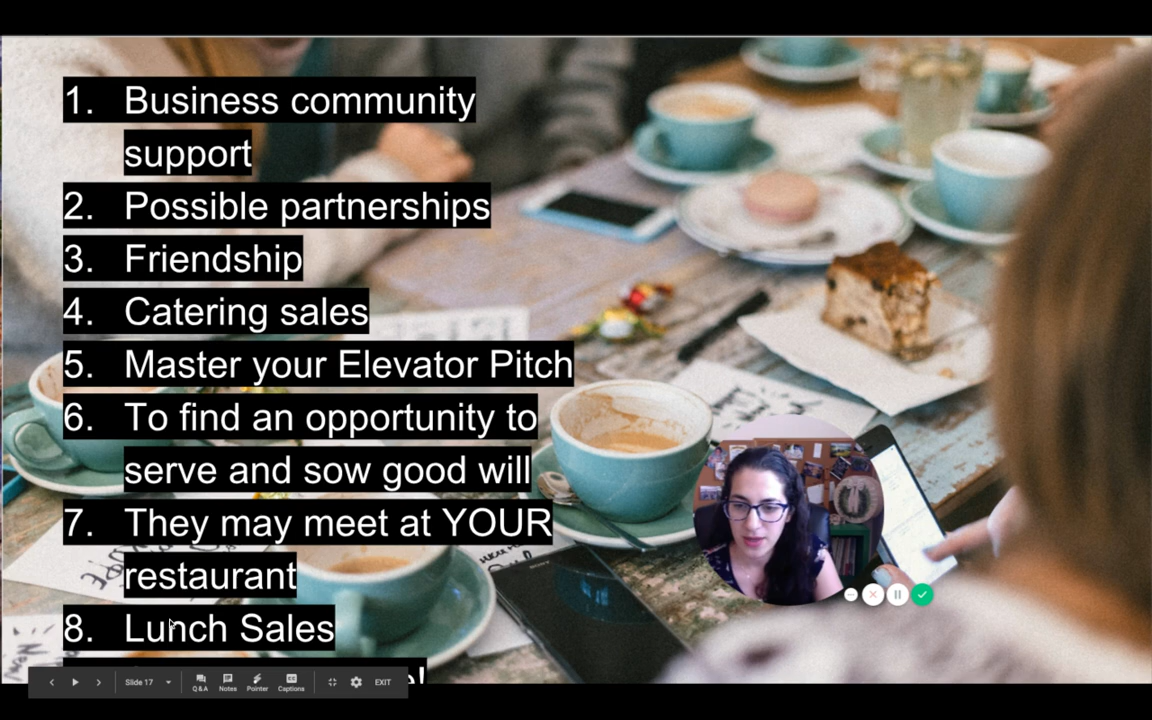 1. Business community
support
2. Possible partnerships
3. Friendship
4. Catering sales
5. Master your Elevator Pitch
6. To find an opportunity to
serve and sow good will
7. They may meet at YOUR
restaurant
8. Lunch Sales
Slide 17
Q&A
Notes
Pointer
Captions
EXIT